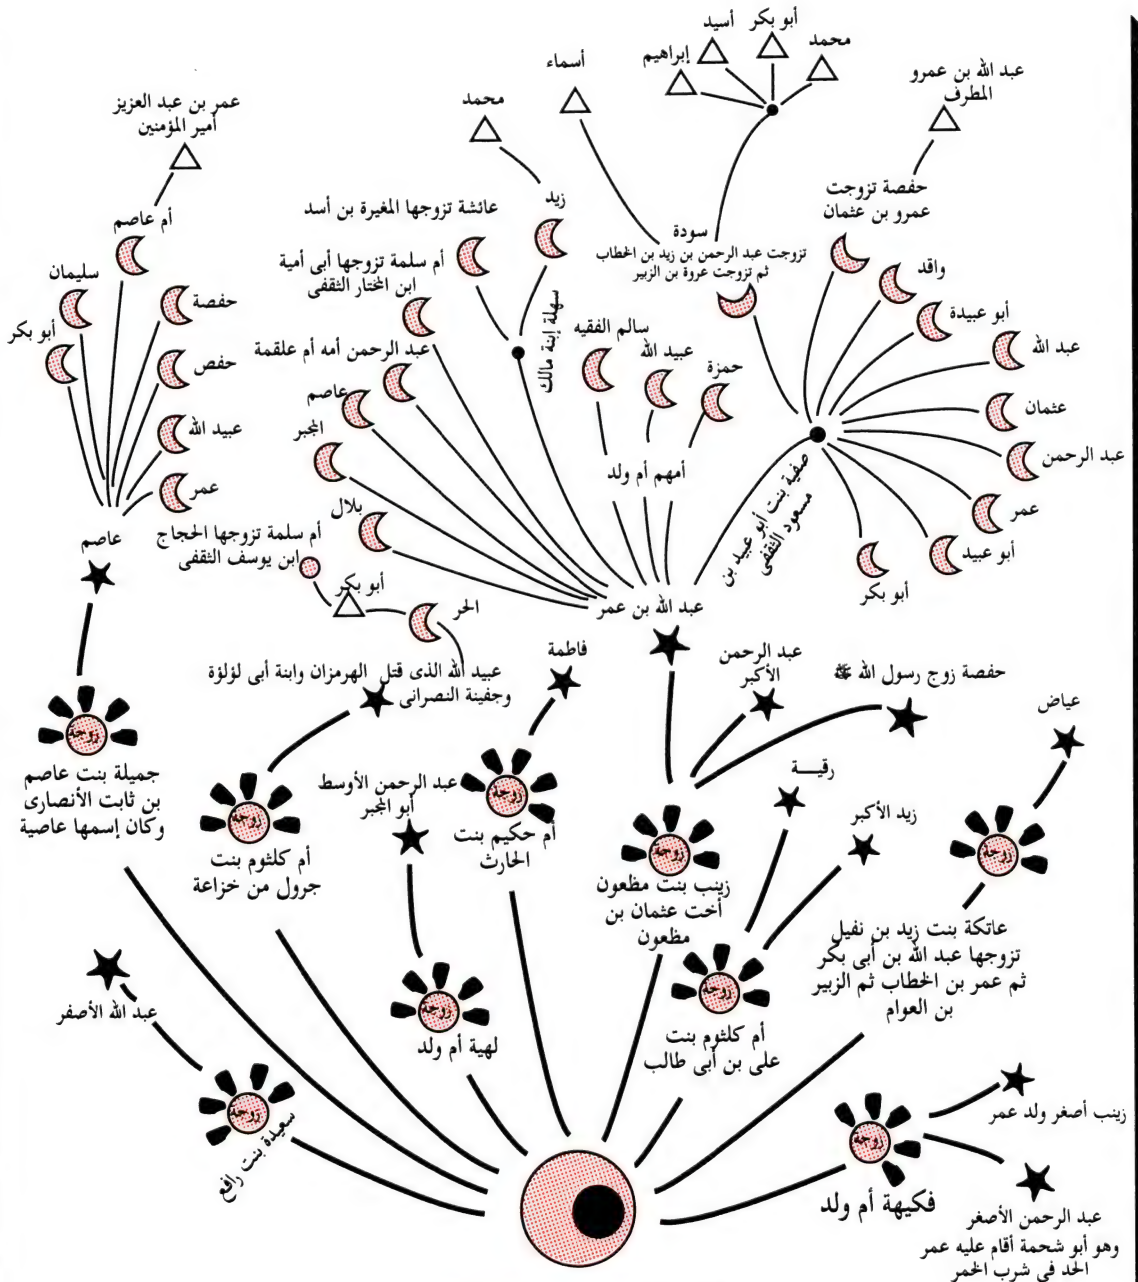 أبو بكر
أسيد
محمد
إبراهيم
أسماء
محمد
عبد الله بن عمرو
المطرف
عمر بن عبد العزيز
أمير المؤمنين
حفصة تزوجت
عمرو بن عثمان
زيد
عائشة تزوجها المغيرة بن أسد
أم عاصم
سودة
تزوجت عبد الرحمن بن زيد بن الخطاب
ثم تزوجت عروة بن الزبير
أم سلمة تزوجها أبى أمية
ابن المختار الثقفى
سليمان
حفصة
أبو بكر
واقد
أبو عبيدة
عبد الله
سهلة إبنة مالك
سالم الفقيه
عبيد الله
حمزة
عبد الرحمن أمه أم علقمة
حفص
عاصم
عثمان
المجبر
عبيد الله
عبد الرحمن
أمهم أم ولد
صفية بنت أبو عبيد بن
مسعود الثقفى
عمر
بلال
عمر
أبو عبيد
أبو بكر
عاصم
أم سلمة تزوجها الحجاج
ابن يوسف الثقفى
أبو بكر
الحر
عبد الله بن عمر
فاطمة
عبد الرحمن
الأكبر
حفصة زوج رسول الله ﷺ
عبيد الله الذى قتل الهرمزان وابنة أبى لؤلؤة
وجفينة النصرانى
عياض
زوجة
جميلة بنت عاصم
بن ثابت الأنصارى
وكان إسمها عاصية
زوجة
أم كلثوم بنت
جرول من خزاعة
عبد الرحمن الأوسط
أبو المجبر
زوجة
أم حكيم بنت
الحارث
رقيـــة
زيد الأكبر
زوجة
زينب بنت مظعون
أخت عثمان بن
مظعون
زوجة
عاتكة بنت زيد بن نفيل
تزوجها عبد الله بن أبى بكر
ثم عمر بن الخطاب ثم الزبير
بن العوام
عبد الله الأصفر
زوجة
لهية أم ولد
زوجة
أم كلثوم بنت
على بن أبى طالب
زوجة
سعيدة بنت رافع
زوجة
فكيهة أم ولد
زينب أصغر ولد عمر
عبد الرحمن الأصغر
وهو أبو شحمة أقام عليه عمر
الحد فى شرب الخمر